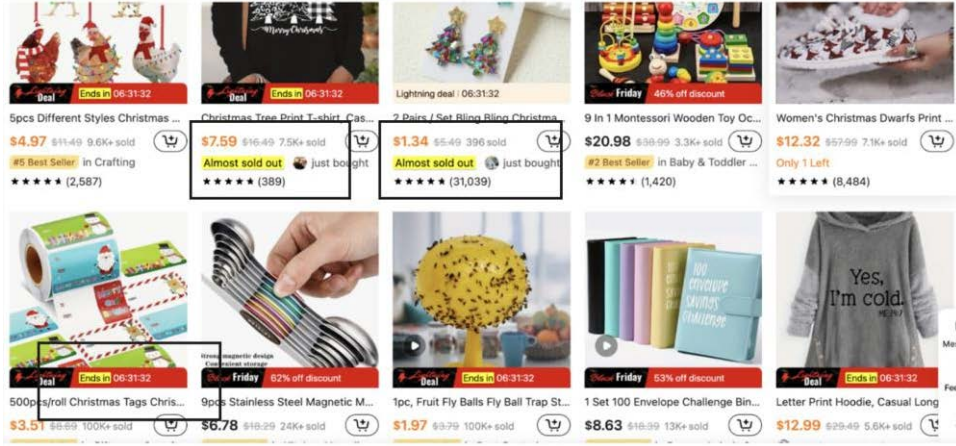 Merry Christmas
Lightning Deal Ends in 06:31:32
5pcs Different Styles Christmas ...
$4.97 $11.49 9.6K+ sold
#5 Best Seller in Crafting
(2,587)
Lightning Deal Ends in 06:31:32
Christmas Tree Print T-shirt, Cas...
$7.59 $16.49 7.5K+ sold
Almost sold out just bought
(389)
Lightning deal | 06:31:32
2 Pairs / Set Bling Bling Christma...
$1.34 $5.49 396 sold
Almost sold out just bought
(31,039)
Black Friday 46% off discount
9 In 1 Montessori Wooden Toy Oc...
$20.98 $38.99 3.3K+ sold
#2 Best Seller in Baby & Toddler ...
(1,420)
Women's Christmas Dwarfs Print ...
$12.32 $57.99 7.1K+ sold
Only 1 Left
(8,484)
Lightning Deal Ends in 06:31:32
500pcs/roll Christmas Tags Chris...
$3.51 $8.69 100K+ sold
Strong magnetic design
Convenient storage
Black Friday 62% off discount
9pcs Stainless Steel Magnetic M...
$6.78 $18.29 24K+ sold
Lightning Deal Ends in 06:31:32
1pc, Fruit Fly Balls Fly Ball Trap St...
$1.97 $3.79 100K+ sold
100
envelope
savings
challenge
Black Friday 53% off discount
1 Set 100 Envelope Challenge Bin...
$8.63 $18.39 13K+ sold
Yes,
I'm cold.
Lightning Deal Ends in 06:31:32
Letter Print Hoodie, Casual Long
$12.99 $29.49 5.6K+ sold